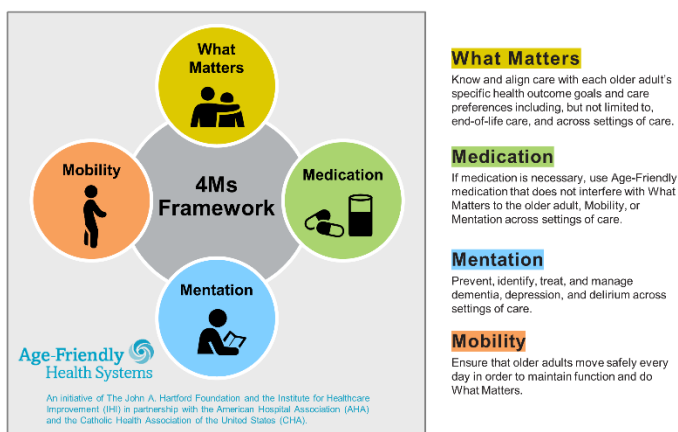 What
Matters
Mobility
4Ms
Framework
Medication
Mentation
Age-Friendly
Health Systems
An initiative of The John A. Hartford Foundation and the Institute for Healthcare
Improvement (IHI) in partnership with the American Hospital Association (AHA)
and the Catholic Health Association of the United States (CHA).
What Matters
Know and align care with each older adult's
specific health outcome goals and care
preferences including, but not limited to,
end-of-life care, and across settings of care.
Medication
If medication is necessary, use Age-Friendly
medication that does not interfere with What
Matters to the older adult, Mobility, or
Mentation across settings of care.
Mentation
Prevent, identify, treat, and manage
dementia, depression, and delirium across
settings of care.
Mobility
Ensure that older adults move safely every
day in order to maintain function and do
What Matters.